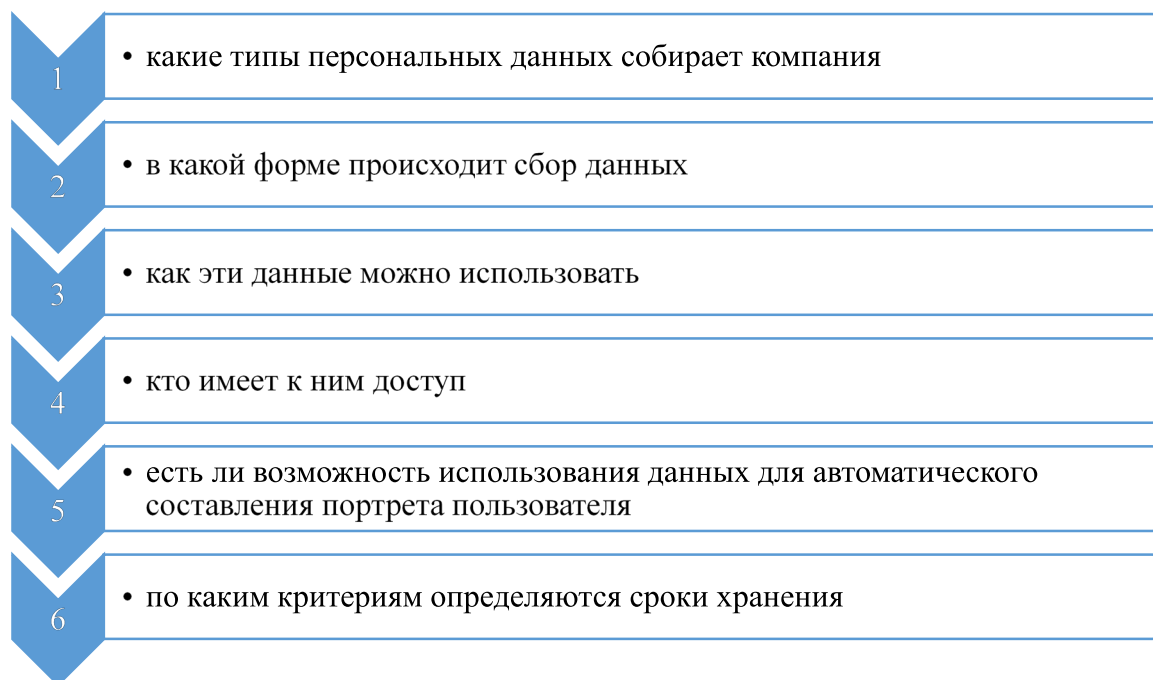 1
• какие типы персональных данных собирает компания
2
• в какой форме происходит сбор данных
3
• как эти данные можно использовать
4
• кто имеет к ним доступ
5
• есть ли возможность использования данных для автоматического
составления портрета пользователя
6
• по каким критериям определяются сроки хранения